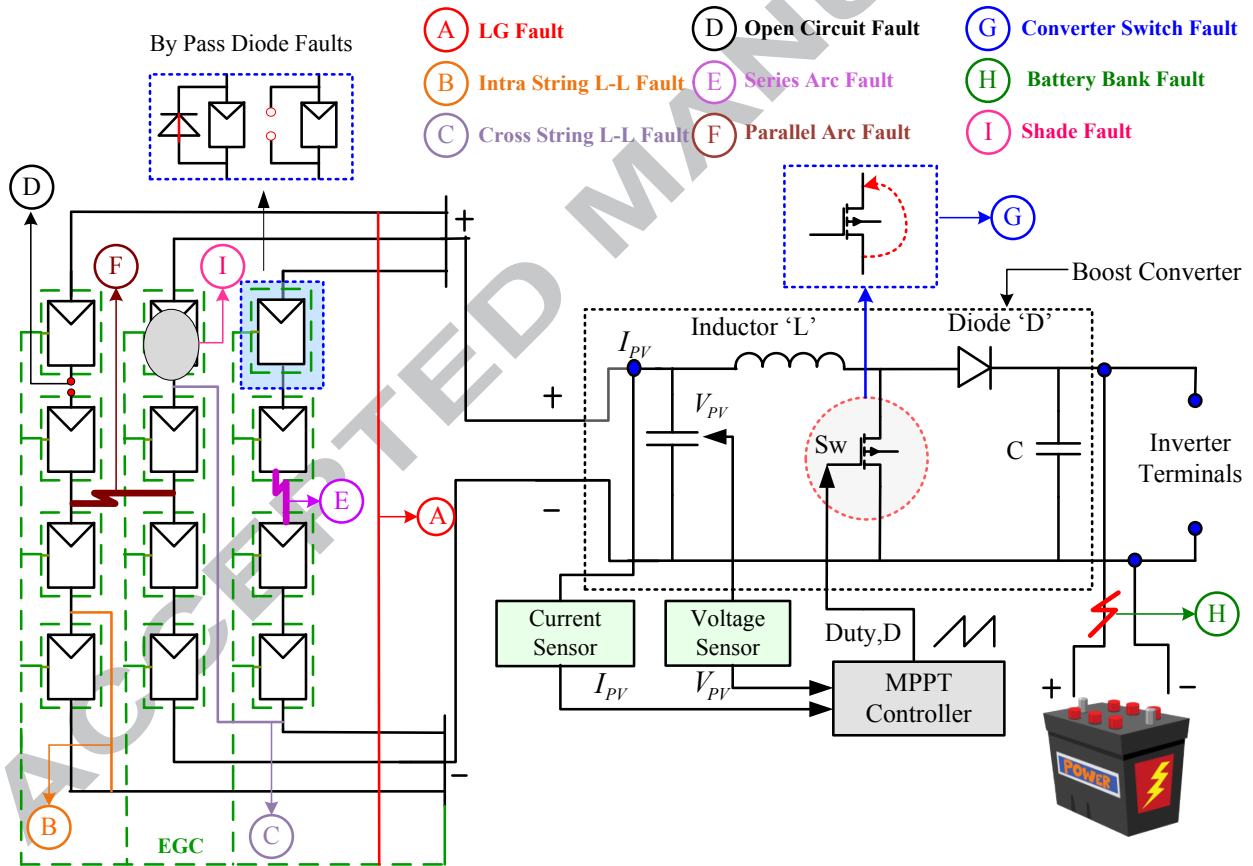 ACCEPTED MANU
By Pass Diode Faults
A LG Fault
B Intra String L-L Fault
C Cross String L-L Fault
D Open Circuit Fault
E Series Arc Fault
F Parallel Arc Fault
G Converter Switch Fault
H Battery Bank Fault
I Shade Fault
D
F
I
+
G
Boost Converter
Inductor ‘L’
Diode ‘D’
I_PV
+
V_PV
Sw
C
Inverter
Terminals
E
A
−
Current
Sensor
Voltage
Sensor
Duty,D
H
I_PV
V_PV
MPPT
Controller
+
−
−
POWER
B
EGC
C